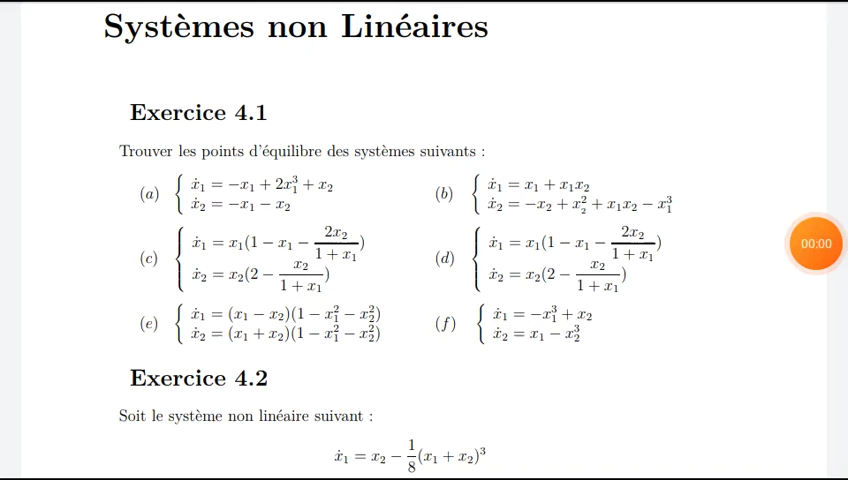 Systèmes non Linéaires
Exercice 4.1
Trouver les points d'équilibre des systèmes suivants :
(a) { ẋ₁ = −x₁ + 2x₁³ + x₂
ẋ₂ = −x₁ − x₂
(b) { ẋ₁ = x₁ + x₁x₂
ẋ₂ = −x₂ + x₂² + x₁x₂ − x₁³
(c) { ẋ₁ = x₁(1 − x₁ − 2x₂/(1 + x₁))
ẋ₂ = x₂(2 − x₂/(1 + x₁))
(d) { ẋ₁ = x₁(1 − x₁ − 2x₂/(1 + x₁))
ẋ₂ = x₂(2 − x₂/(1 + x₁))
(e) { ẋ₁ = (x₁ − x₂)(1 − x₁² − x₂²)
ẋ₂ = (x₁ + x₂)(1 − x₁² − x₂²)
(f) { ẋ₁ = −x₁³ + x₂
ẋ₂ = x₁ − x₂³
00:00
Exercice 4.2
Soit le système non linéaire suivant :
ẋ₁ = x₂ − 1/8(x₁ + x₂)³